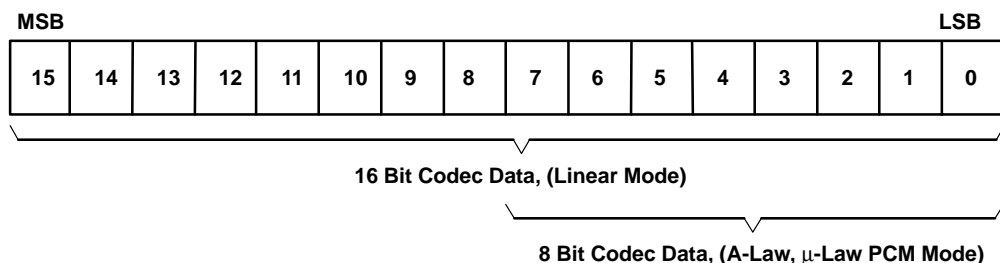 MSB LSB
15 14 13 12 11 10 9 8 7 6 5 4 3 2 1 0
16 Bit Codec Data, (Linear Mode)
8 Bit Codec Data, (A-Law, μ-Law PCM Mode)